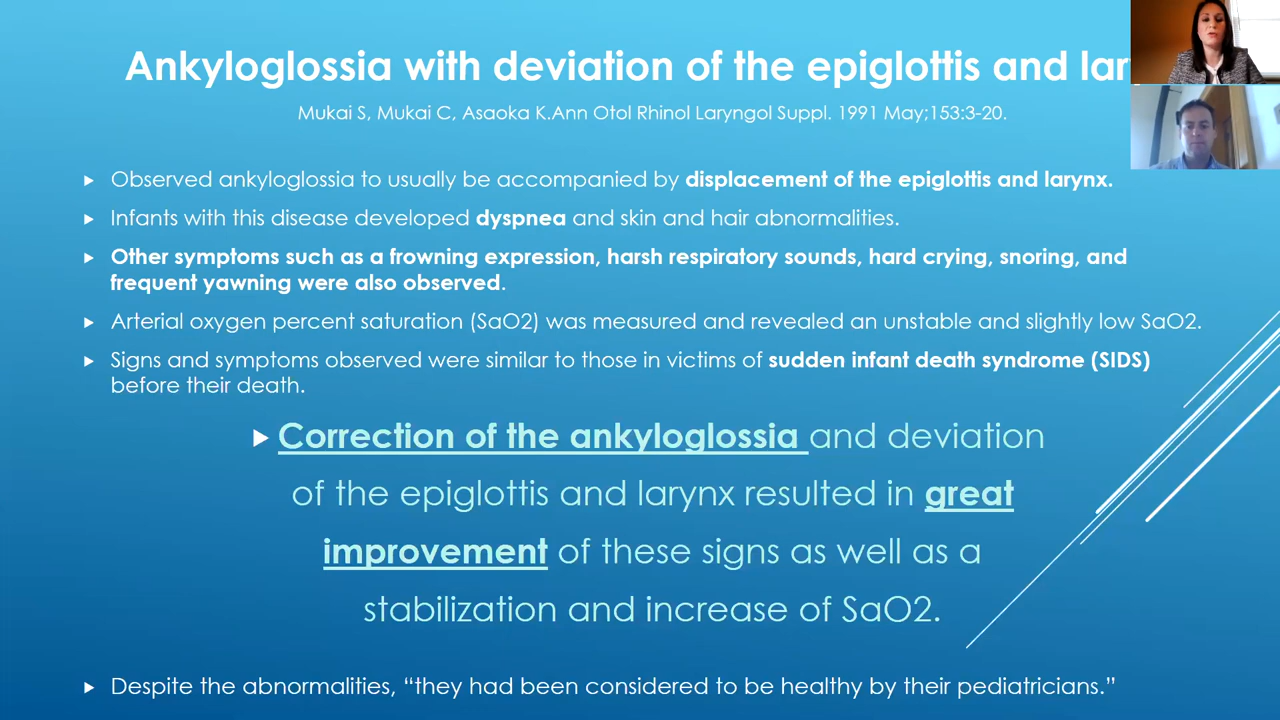 Ankyloglossia with deviation of the epiglottis and lar
Mukai S, Mukai C, Asaoka K.Ann Otol Rhinol Laryngol Suppl. 1991 May;153:3-20.
Observed ankyloglossia to usually be accompanied by displacement of the epiglottis and larynx.
Infants with this disease developed dyspnea and skin and hair abnormalities.
Other symptoms such as a frowning expression, harsh respiratory sounds, hard crying, snoring, and
frequent yawning were also observed.
Arterial oxygen percent saturation (SaO2) was measured and revealed an unstable and slightly low SaO2.
Signs and symptoms observed were similar to those in victims of sudden infant death syndrome (SIDS)
before their death.
Correction of the ankyloglossia and deviation
of the epiglottis and larynx resulted in great
improvement of these signs as well as a
stabilization and increase of SaO2.
Despite the abnormalities, “they had been considered to be healthy by their pediatricians.”